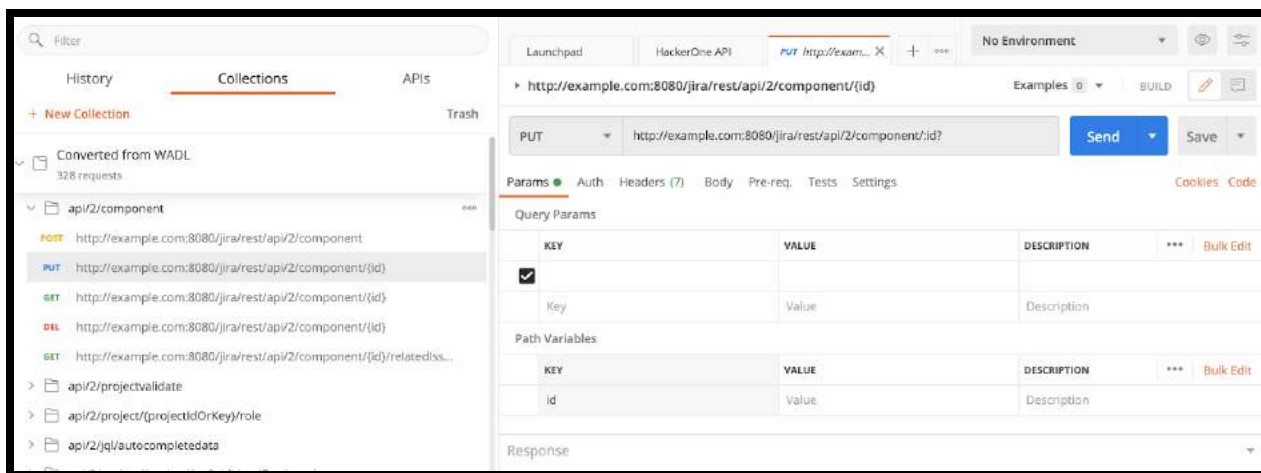 Filter
History Collections APIs
+ New Collection Trash
Converted from WADL
328 requests
api/2/component
POST http://example.com:8080/jira/rest/api/2/component
PUT http://example.com:8080/jira/rest/api/2/component/{id}
GET http://example.com:8080/jira/rest/api/2/component/{id}
DEL http://example.com:8080/jira/rest/api/2/component/{id}
GET http://example.com:8080/jira/rest/api/2/component/{id}/relatedIss...
api/2/projectvalidate
api/2/project/{projectIdOrKey}/role
api/2/jql/autocompletedata
Launchpad HackerOne API PUT http://exam... No Environment
http://example.com:8080/jira/rest/api/2/component/{id} Examples 0 BUILD
PUT http://example.com:8080/jira/rest/api/2/component/:id? Send Save
Params Auth Headers (7) Body Pre-req. Tests Settings Cookies Code
Query Params
KEY VALUE DESCRIPTION Bulk Edit
Key Value Description
Path Variables
KEY VALUE DESCRIPTION Bulk Edit
id Value Description
Response